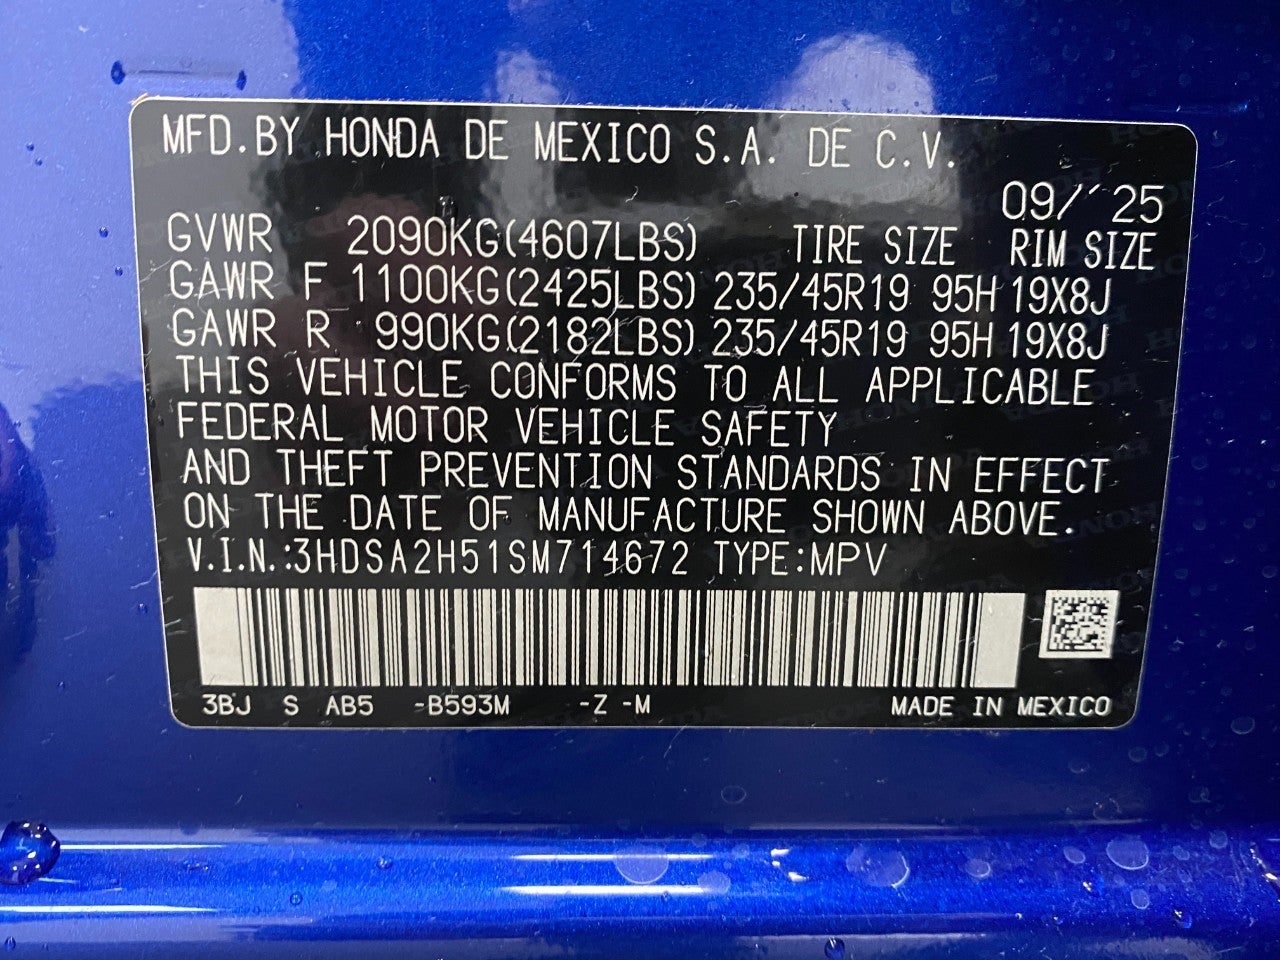 MFD.BY HONDA DE MEXICO S.A. DE C.V.
09/ '25
GVWR 2090KG(4607LBS) TIRE SIZE RIM SIZE
GAWR F 1100KG(2425LBS) 235/45R19 95H 19X8J
GAWR R 990KG(2182LBS) 235/45R19 95H 19X8J
THIS VEHICLE CONFORMS TO ALL APPLICABLE
FEDERAL MOTOR VEHICLE SAFETY
AND THEFT PREVENTION STANDARDS IN EFFECT
ON THE DATE OF MANUFACTURE SHOWN ABOVE.
V.I.N.:3HDSA2H51SM714672 TYPE:MPV
3BJ S AB5 -B593M -Z -M MADE IN MEXICO